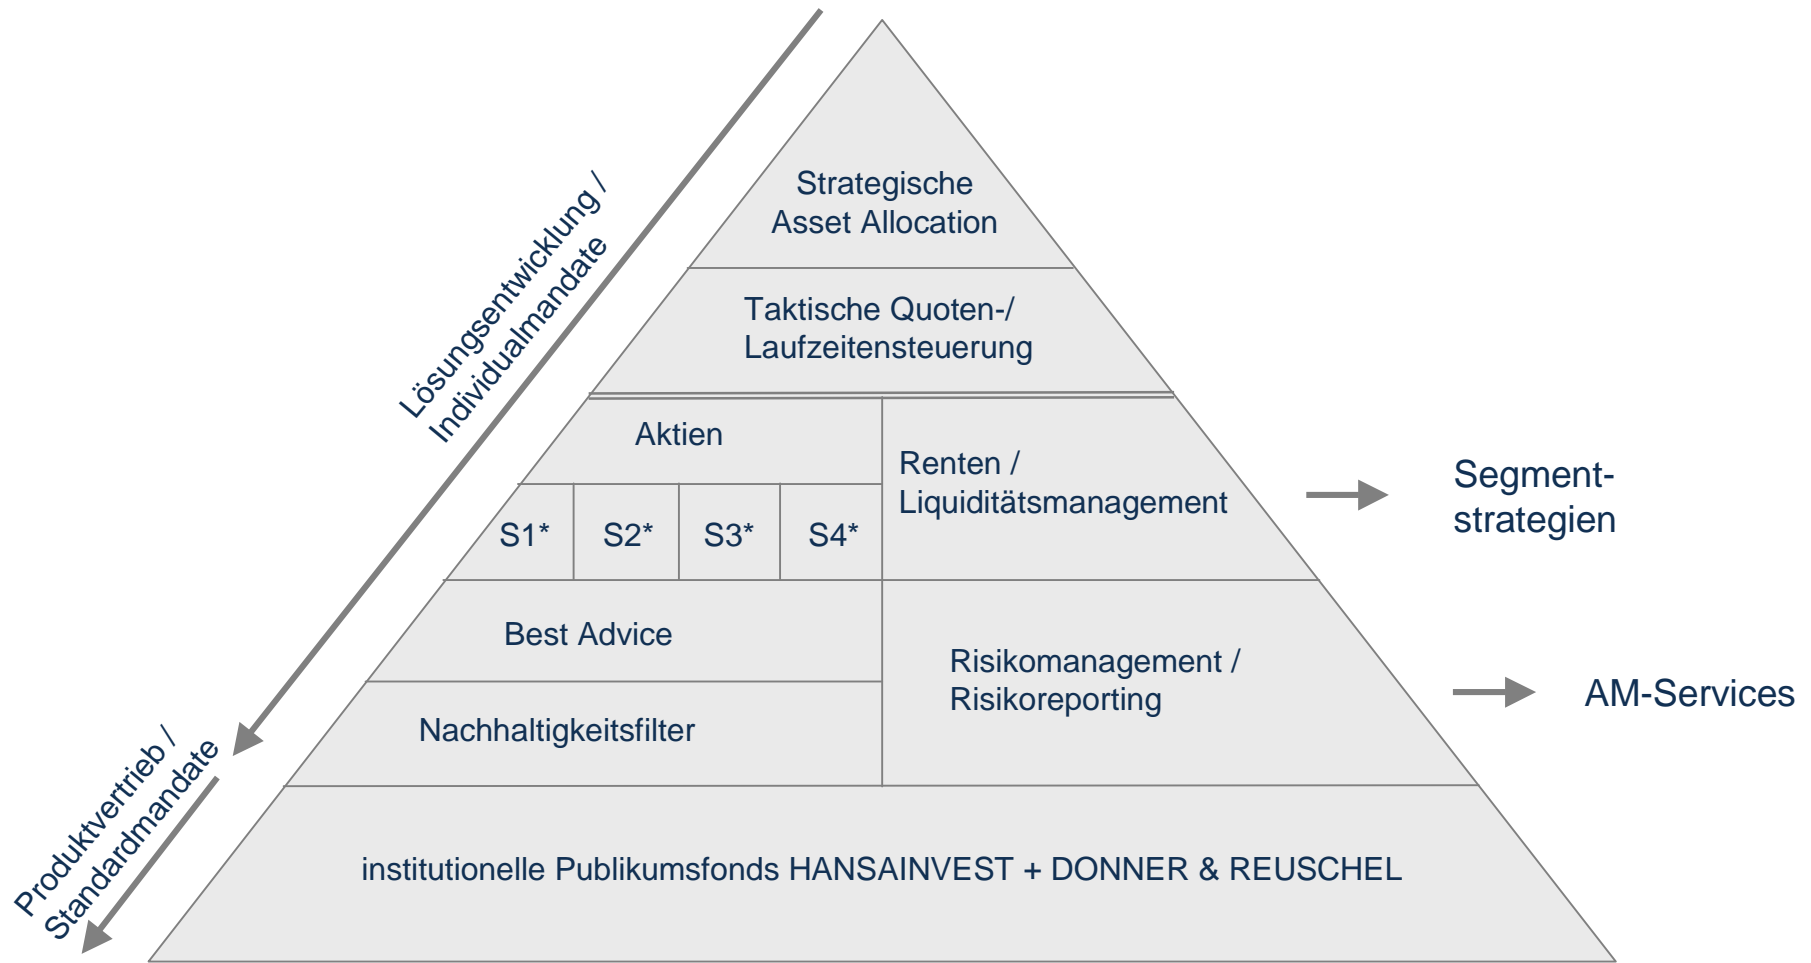 Strategische
Asset Allocation
Taktische Quoten-/
Laufzeitensteuerung
Lösungsentwicklung /
Individualmandate
Aktien
Renten /
Liquiditätsmanagement
S1*
S2*
S3*
S4*
Segment-
strategien
Best Advice
Risikomanagement /
Risikoreporting
AM-Services
Nachhaltigkeitsfilter
Produktvertrieb /
Standardmandate
institutionelle Publikumsfonds HANSAINVEST + DONNER & REUSCHEL